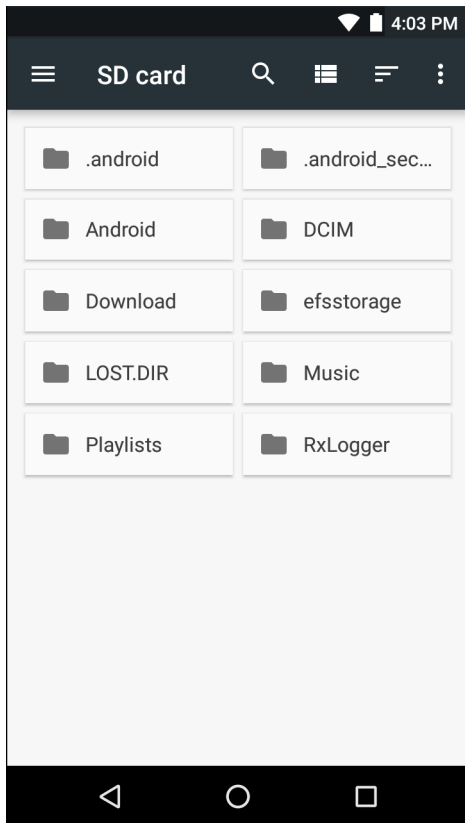 4:03 PM
SD card
.android
.android_sec...
Android
DCIM
Download
efsstorage
LOST.DIR
Music
Playlists
RxLogger